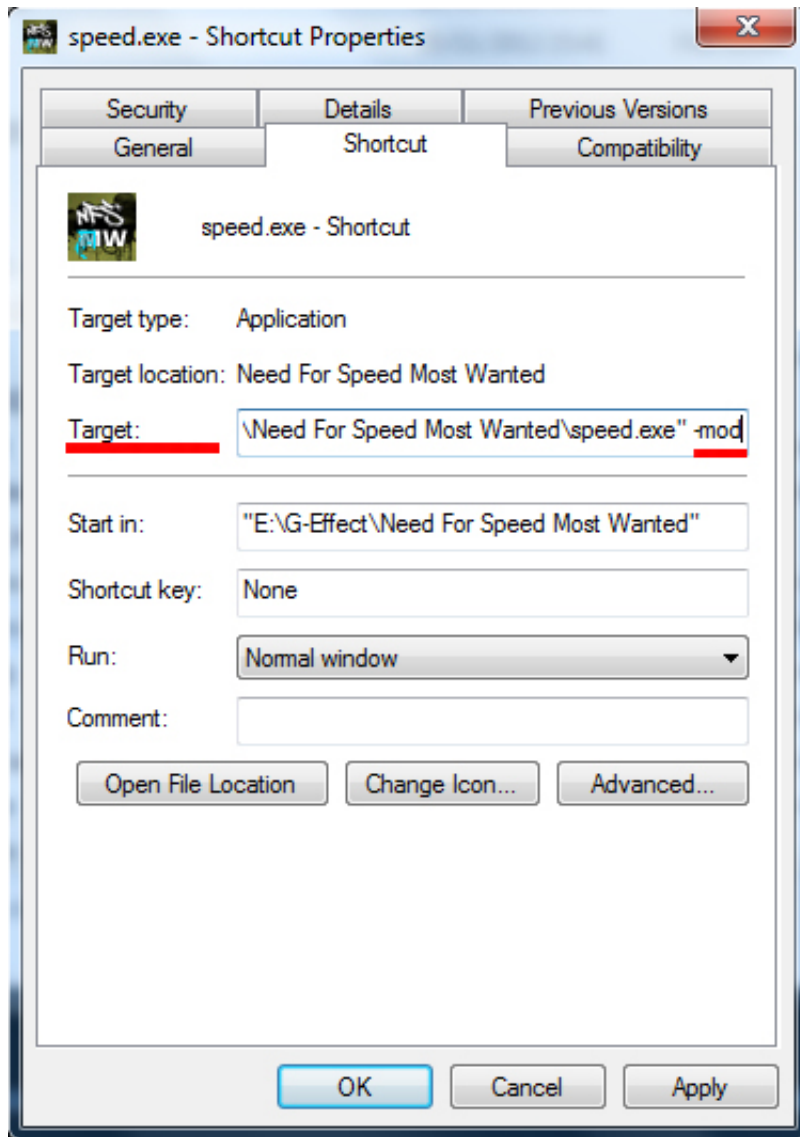 speed.exe - Shortcut Properties
Security Details Previous Versions
General Shortcut Compatibility
NFS
MW
speed.exe - Shortcut
Target type: Application
Target location: Need For Speed Most Wanted
Target: \Need For Speed Most Wanted\speed.exe" -mod
Start in: "E:\G-Effect\Need For Speed Most Wanted"
Shortcut key: None
Run: Normal window
Comment:
Open File Location Change Icon... Advanced...
OK Cancel Apply